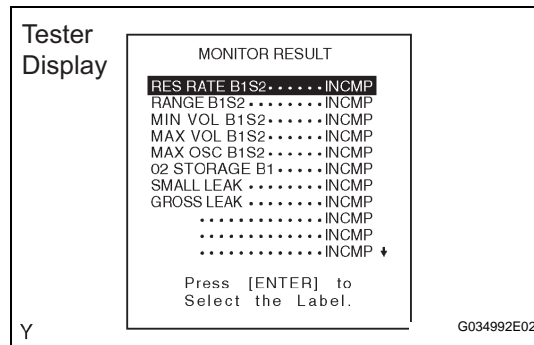 Tester
Display
MONITOR RESULT
RES RATE B1S2••••••INCMP
RANGE B1S2••••••••INCMP
MIN VOL B1S2•••••••INCMP
MAX VOL B1S2••••••INCMP
MAX OSC B1S2•••••INCMP
02 STORAGE B1•••••INCMP
SMALL LEAK••••••••INCMP
GROSS LEAK••••••••INCMP
••••••••••••INCMP
••••••••••••INCMP
••••••••••••INCMP ↓
Press [ENTER] to
Select the Label.
Y
G034992E02